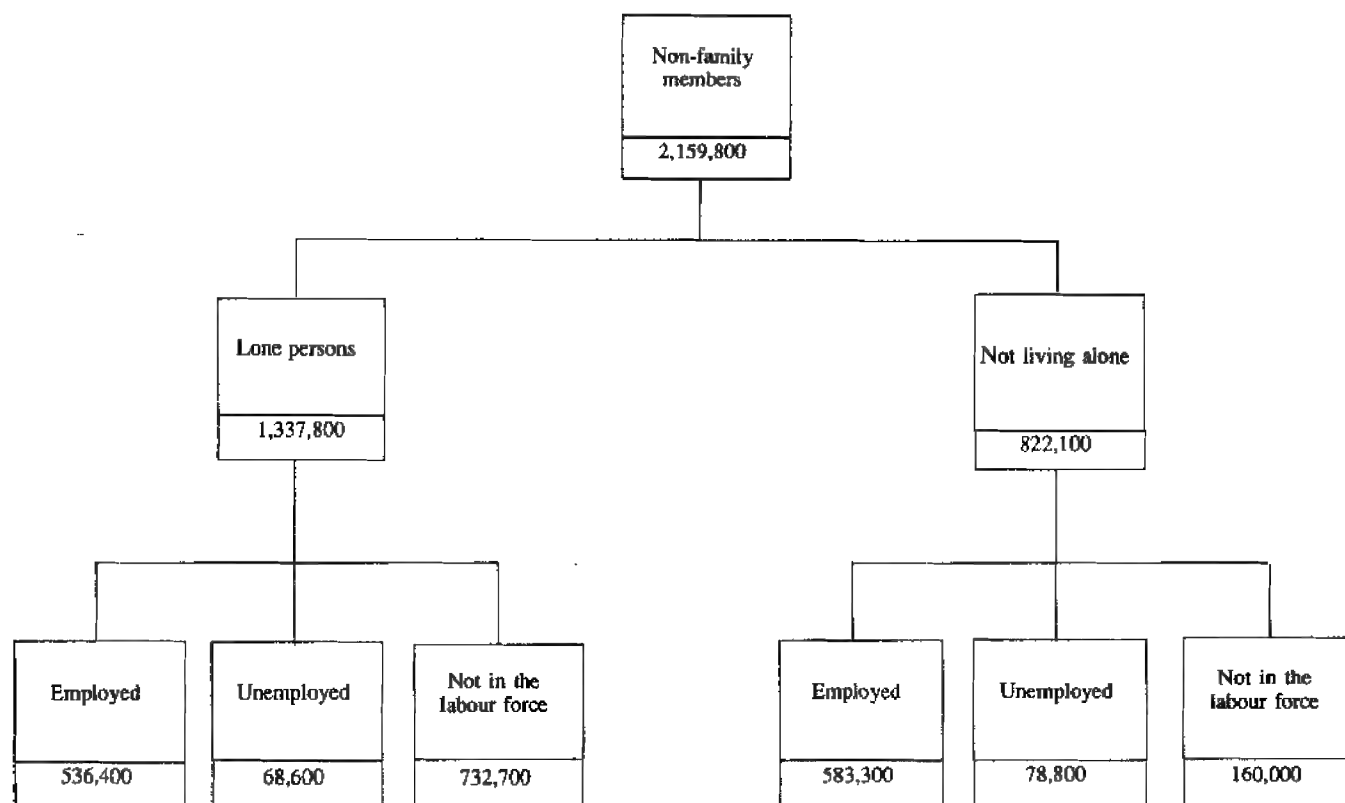 Non-family
members
2,159,800
Lone persons
1,337,800
Not living alone
822,100
Employed
536,400
Unemployed
68,600
Not in the
labour force
732,700
Employed
583,300
Unemployed
78,800
Not in the
labour force
160,000